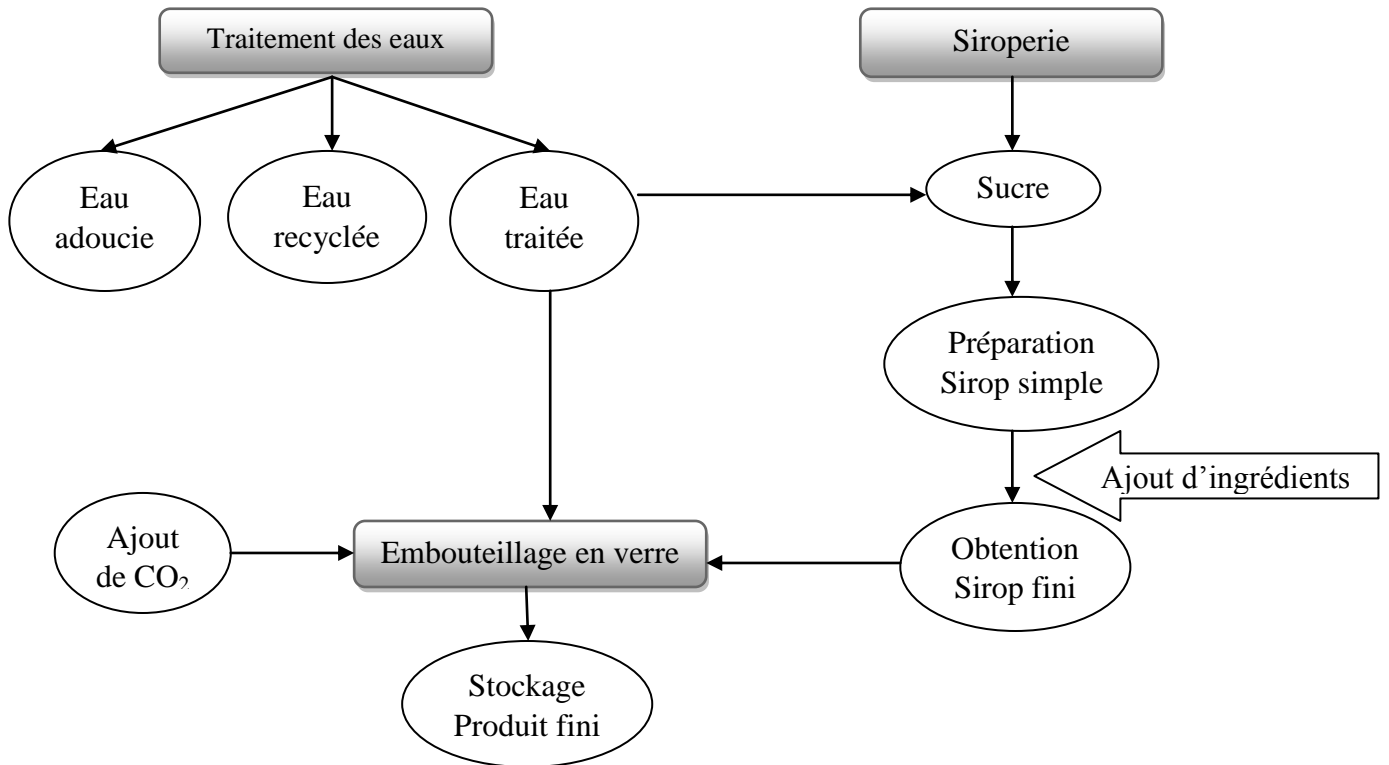 Traitement des eaux
Siroperie
Eau
adoucie
Eau
recyclée
Eau
traitée
Sucre
Préparation
Sirop simple
Ajout d’ingrédients
Ajout
de CO₂
Embouteillage en verre
Obtention
Sirop fini
Stockage
Produit fini